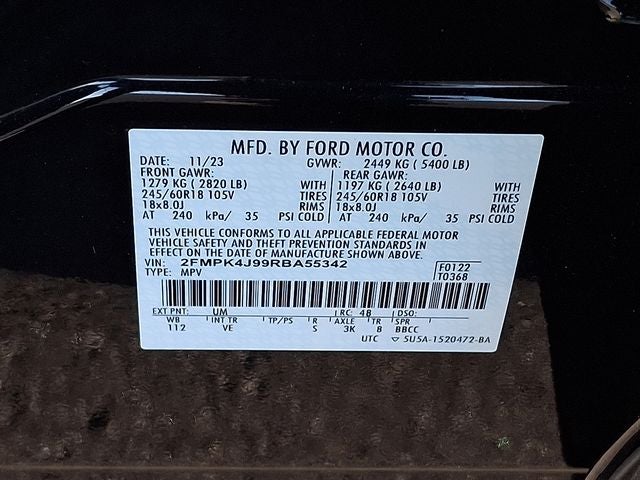 MFD. BY FORD MOTOR CO.
DATE: 11/23 GVWR: 2449 KG ( 5400 LB)
FRONT GAWR: REAR GAWR:
1279 KG ( 2820 LB) WITH 1197 KG ( 2640 LB) WITH
245/60R18 105V TIRES 245/60R18 105V TIRES
18x8.0J RIMS 18x8.0J RIMS
AT 240 kPa/ 35 PSI COLD AT 240 kPa/ 35 PSI COLD
THIS VEHICLE CONFORMS TO ALL APPLICABLE FEDERAL MOTOR
VEHICLE SAFETY AND THEFT PREVENTION STANDARDS IN
EFFECT ON THE DATE OF MANUFACTURE SHOWN ABOVE.
VIN: 2FMPK4J99RBA55342 F0122
TYPE: MPV T0368
EXT PNT: UM RC: 48 DSO:
WB INT TR TP/PS R AXLE TR SPR
112 VE S 3K 8 BBCC
UTC ▽ 5U5A-1520472-BA